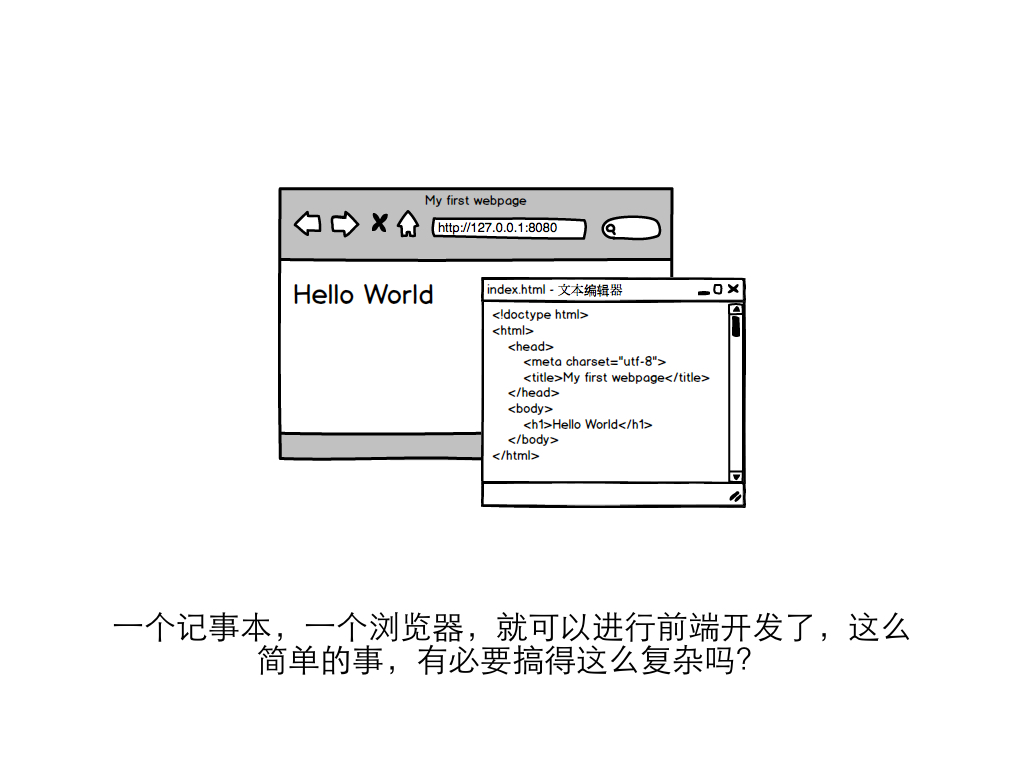 My first webpage
http://127.0.0.1:8080
Hello World
index.html - 文本编辑器
<!doctype html>
<html>
<head>
<meta charset="utf-8">
<title>My first webpage</title>
</head>
<body>
<h1>Hello World</h1>
</body>
</html>
一个记事本，一个浏览器，就可以进行前端开发了，这么
简单的事，有必要搞得这么复杂吗？